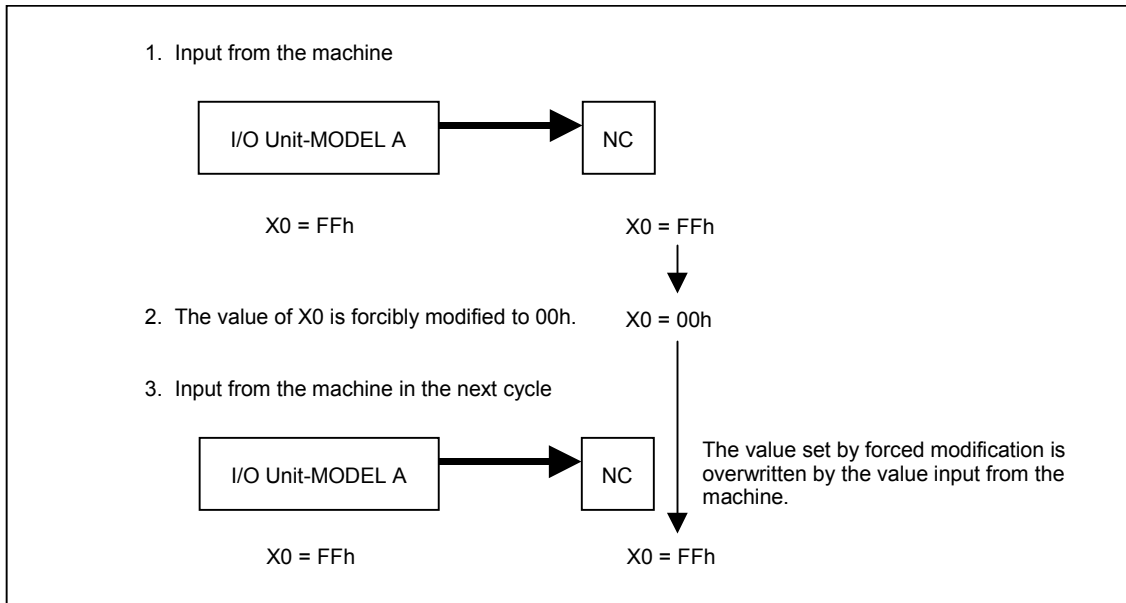 1. Input from the machine
I/O Unit-MODEL A
NC
X0 = FFh
X0 = FFh
2. The value of X0 is forcibly modified to 00h.
X0 = 00h
3. Input from the machine in the next cycle
I/O Unit-MODEL A
NC
The value set by forced modification is
overwritten by the value input from the
machine.
X0 = FFh
X0 = FFh